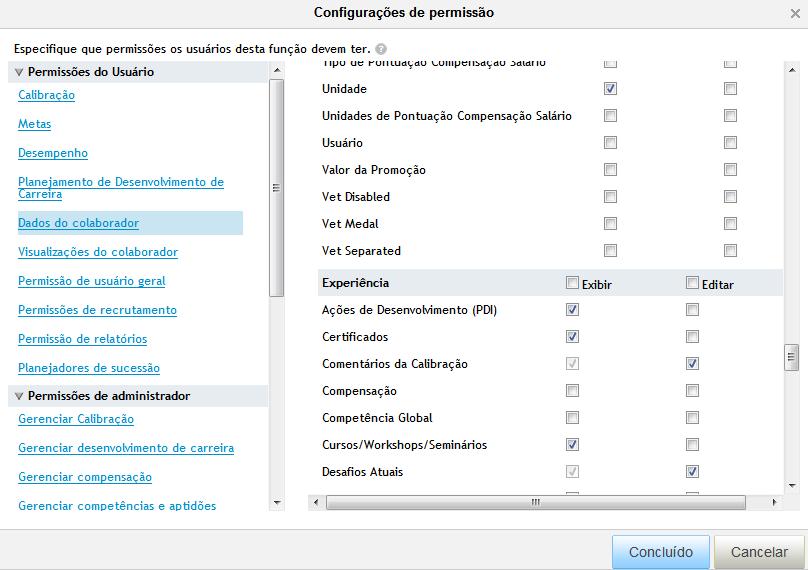 Configurações de permissão
Especifique que permissões os usuários desta função devem ter.
Permissões do Usuário
Calibração
Metas
Desempenho
Planejamento de Desenvolvimento de
Carreira
Dados do colaborador
Visualizações do colaborador
Permissão de usuário geral
Permissões de recrutamento
Permissão de relatórios
Planejadores de sucessão
Permissões de administrador
Gerenciar Calibração
Gerenciar desenvolvimento de carreira
Gerenciar compensação
Gerenciar competências e aptidões
Tipo de Pontuação Compensação Salário
Unidade
Unidades de Pontuação Compensação Salário
Usuário
Valor da Promoção
Vet Disabled
Vet Medal
Vet Separated
Experiência Exibir Editar
Ações de Desenvolvimento (PDI)
Certificados
Comentários da Calibração
Compensação
Competência Global
Cursos/Workshops/Seminários
Desafios Atuais
Concluído Cancelar